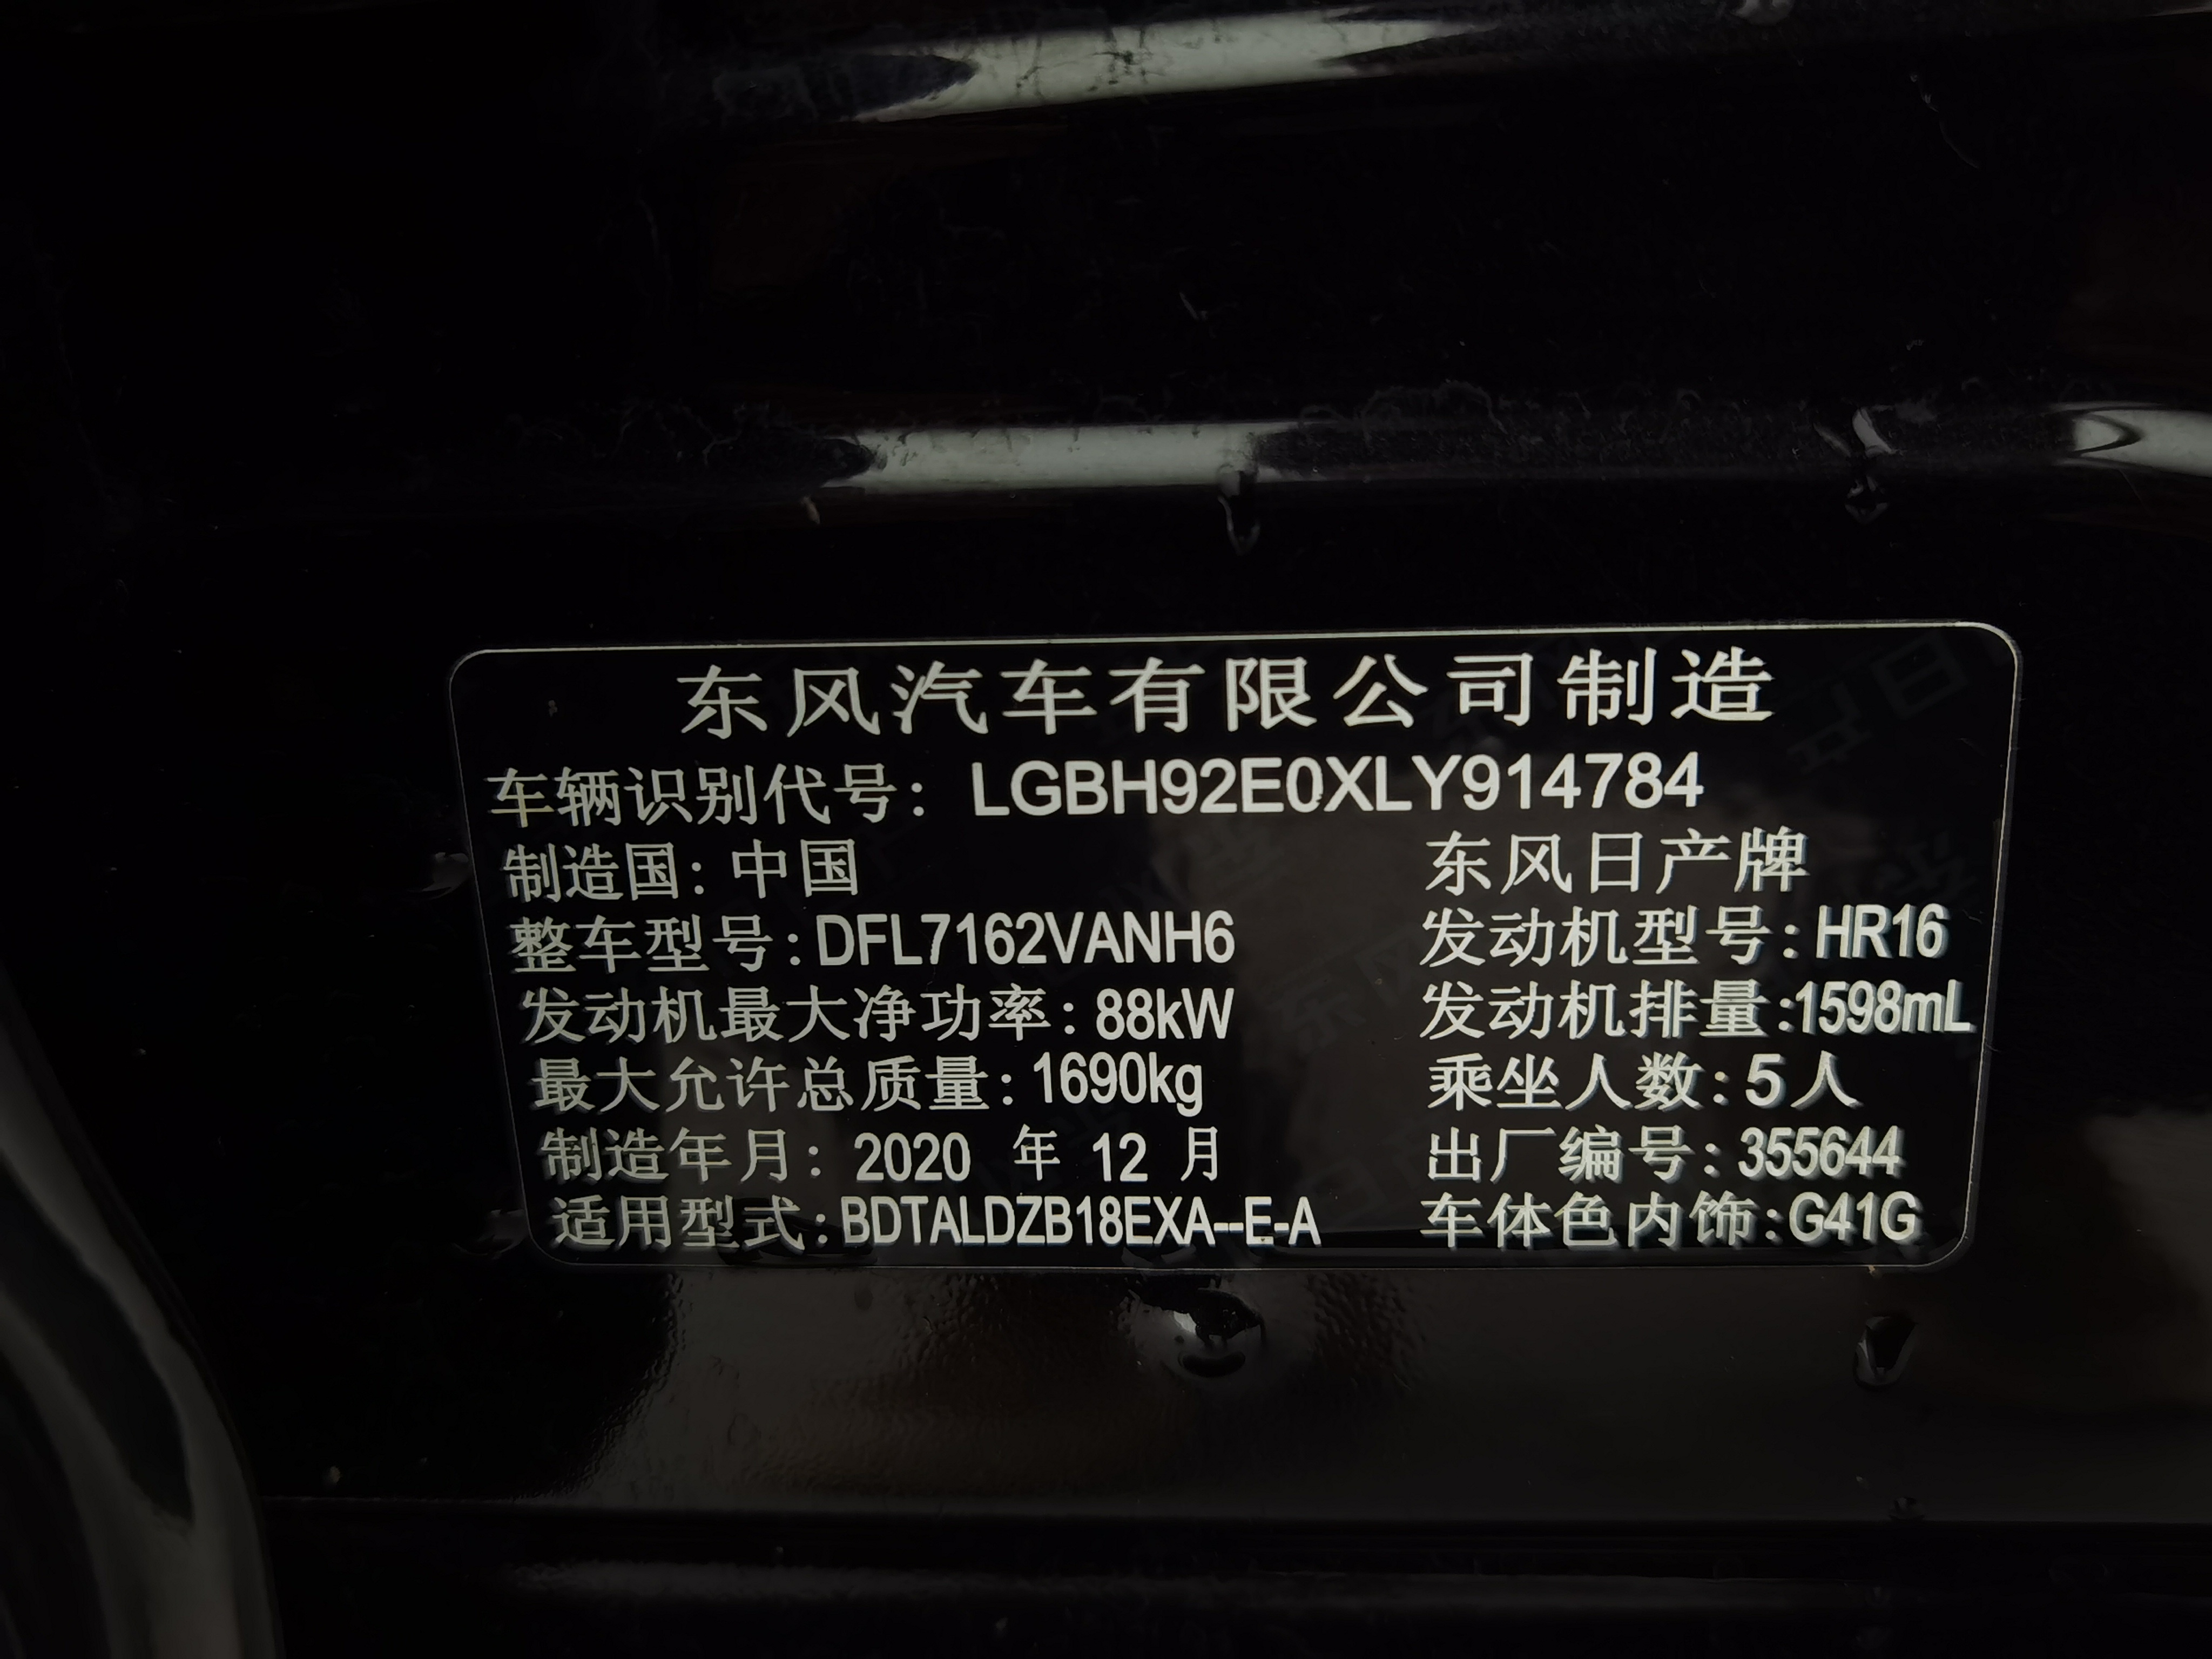 东风汽车有限公司制造
车辆识别代号： LGBH92E0XLY914784
制造国：中国 东风日产牌
整车型号：DFL7162VANH6 发动机型号：HR16
发动机最大净功率：88kW 发动机排量:1598mL
最大允许总质量：1690kg 乘坐人数：5人
制造年月： 2020 年 12 月 出厂编号：355644
适用型式：BDTALDZB18EXA--E-A 车体色内饰:G41G